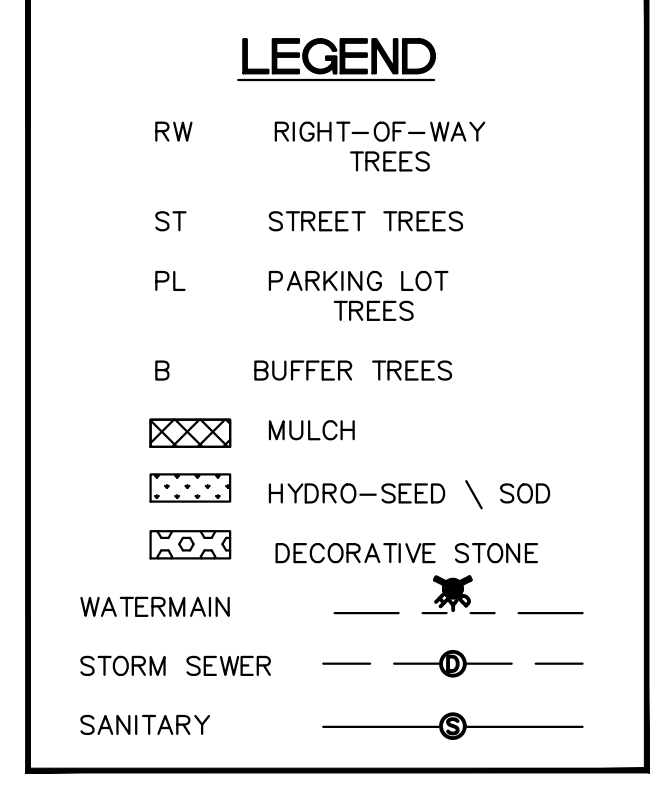 LEGEND
RW RIGHT-OF-WAY
TREES
ST STREET TREES
PL PARKING LOT
TREES
B BUFFER TREES
MULCH
HYDRO-SEED \ SOD
DECORATIVE STONE
WATERMAIN
STORM SEWER D
SANITARY S